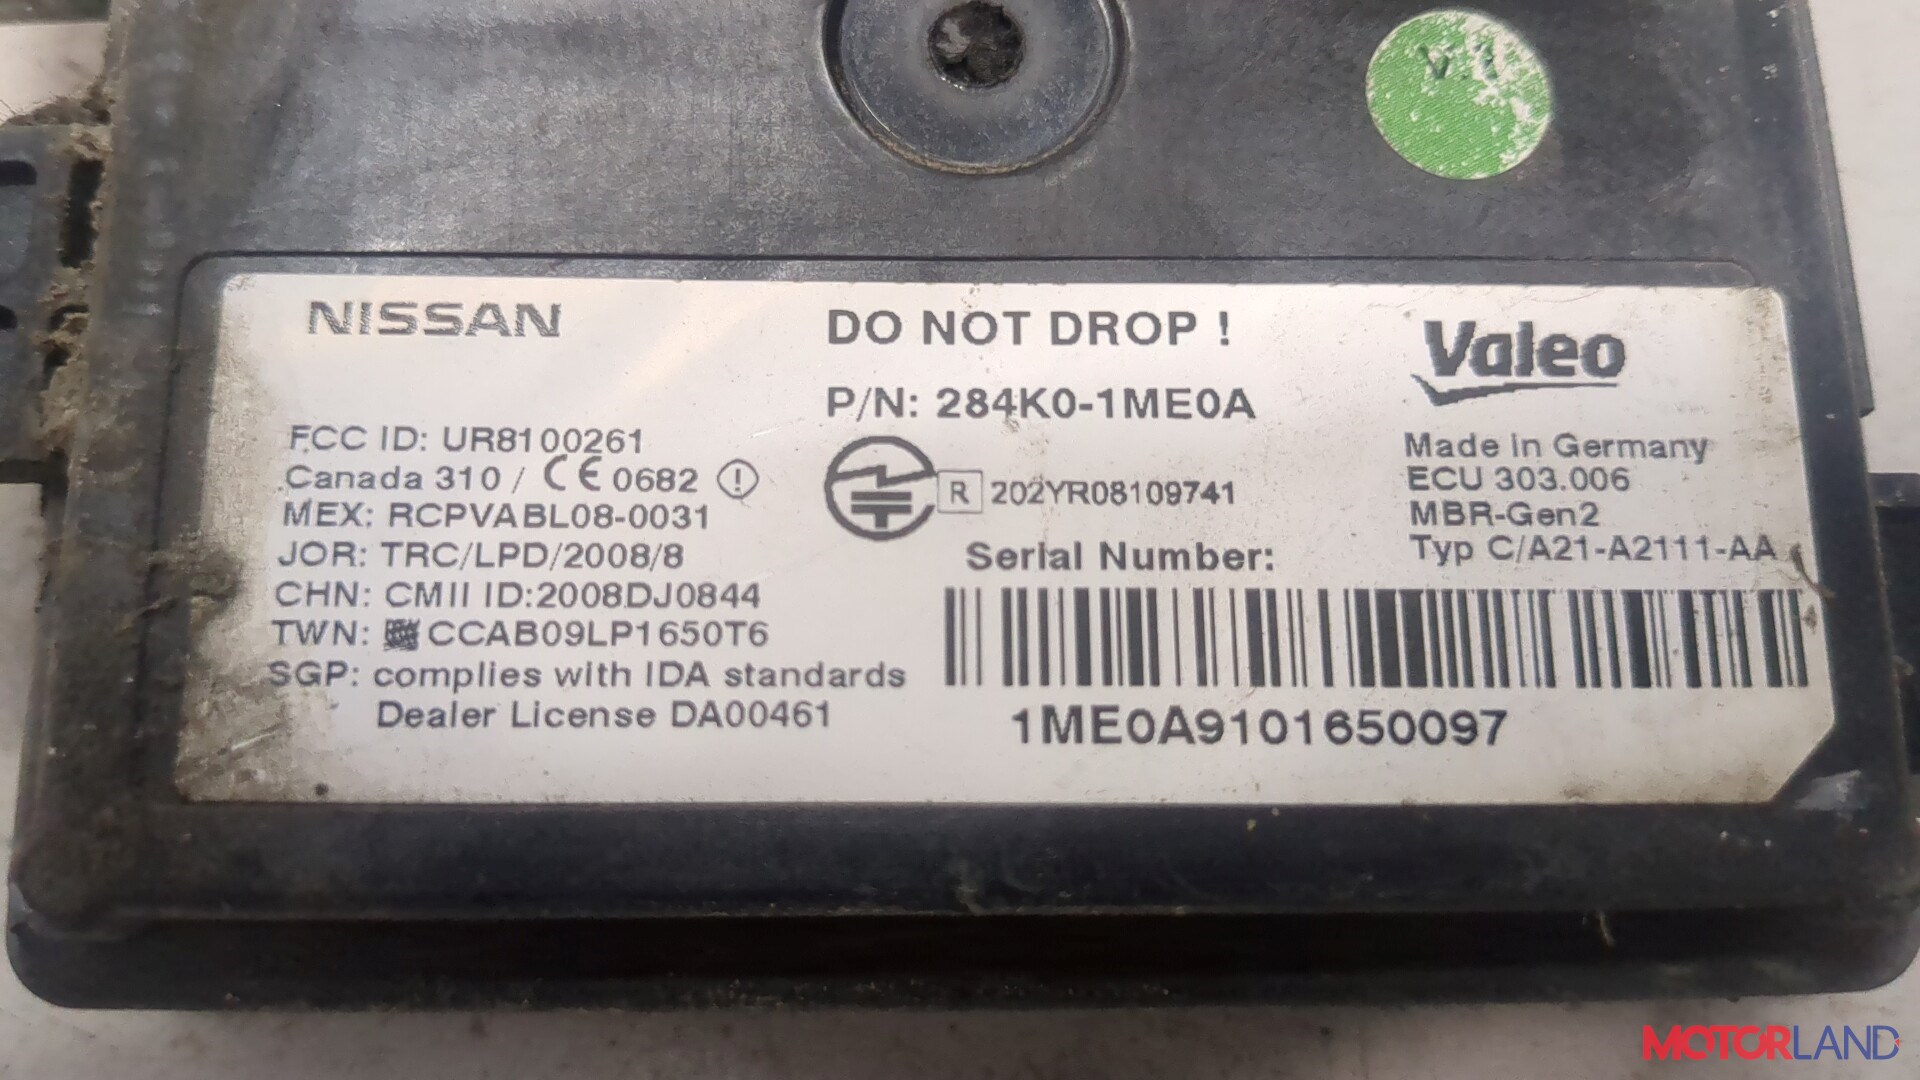 NISSAN
DO NOT DROP !
Valeo
P/N: 284K0-1ME0A
FCC ID: UR8100261
Canada 310 / CE 0682
MEX: RCPVABL08-0031
JOR: TRC/LPD/2008/8
CHN: CMII ID:2008DJ0844
TWN: CCAB09LP1650T6
SGP: complies with IDA standards
Dealer License DA00461
R 202YR08109741
Made in Germany
ECU 303.006
MBR-Gen2
Typ C/A21-A2111-AA
Serial Number:
1ME0A9101650097
MOTORLAND